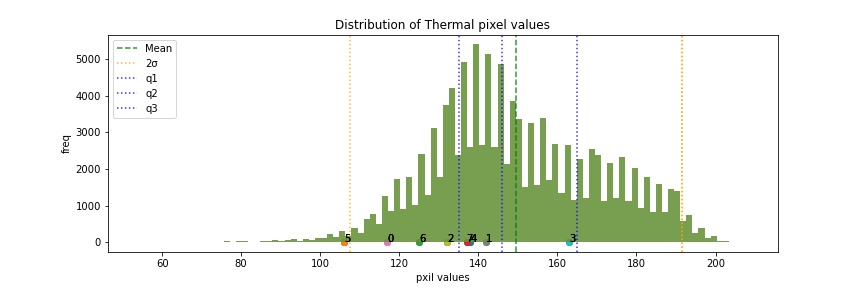 Distribution of Thermal pixel values
Mean
2σ
q1
q2
q3
freq
5000
4000
3000
2000
1000
0
5 0 6 2 7 4 1 3
60 80 100 120 140 160 180 200
pxil values